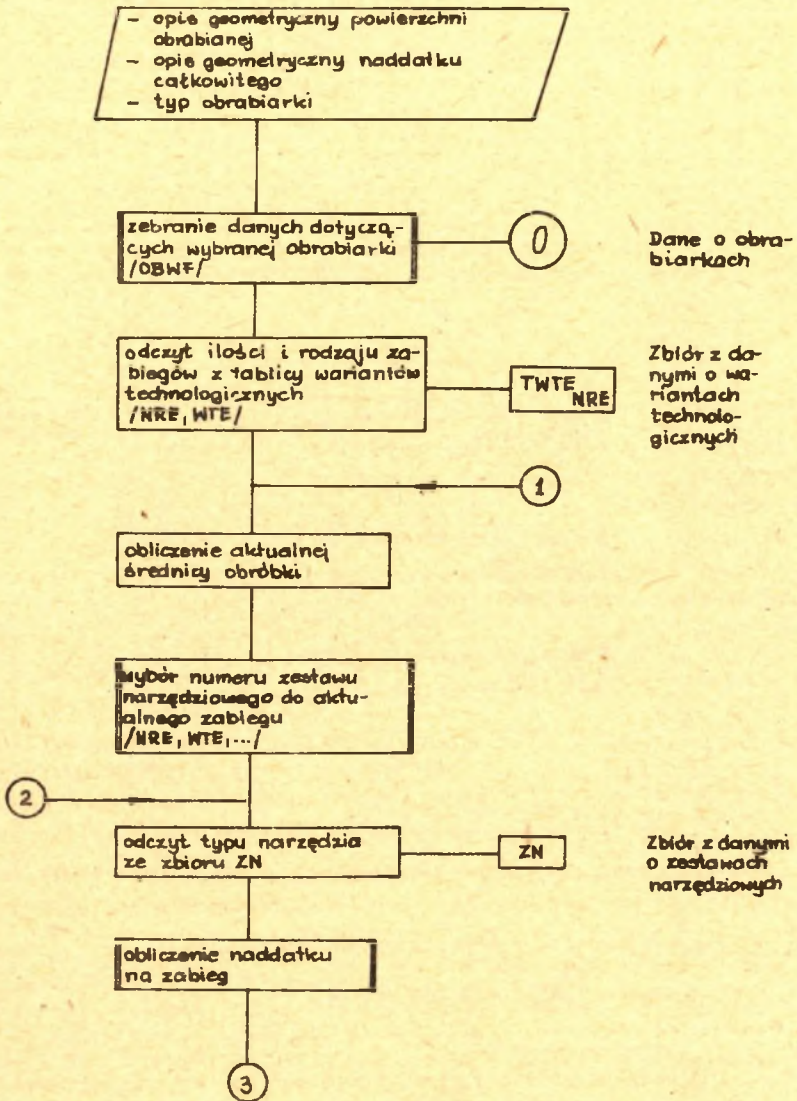 - opis geometryczny powierzchni
obrabianej
- opis geometryczny naddatku
całkowitego
- typ obrabiarki
zebranie danych dotyczą-
cych wybranej obrabiarki
/OBWF/
0
Dane o obra-
biarkach
odczyt ilości i rodzaju za-
biegów z tablicy wariantów
technologicznych
/NRE, WTE/
TWTE
NRE
Zbiór z da-
nymi o wa-
riantach
technolo-
gicznych
1
obliczenie aktualnej
średnicy obróbki
wybór numeru zestawu
narzędziowego do aktu-
alnego zabiegu
/NRE, WTE, .../
2
odczyt typu narzędzia
ze zbioru ZN
ZN
Zbiór z danymi
o zestawach
narzędziowych
obliczenie naddatku
na zabieg
3